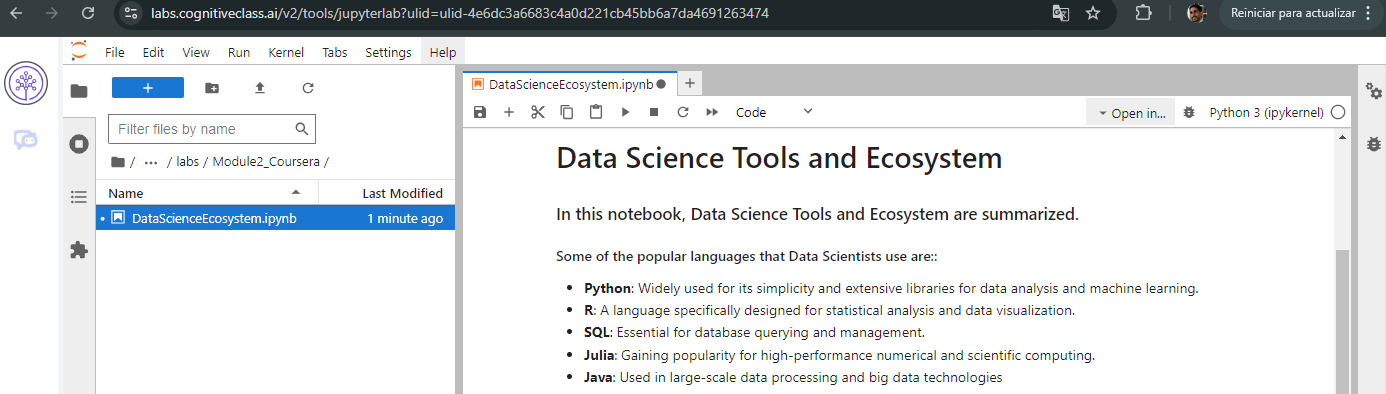 labs.cognitiveclass.ai/v2/tools/jupyterlab?ulid=ulid-4e6dc3a6683c4a0d221cb45bb6a7da4691263474
Reiniciar para actualizar
File Edit View Run Kernel Tabs Settings Help
DataScienceEcosystem.ipynb
Code
Open in...
Python 3 (ipykernel)
Filter files by name
/ ... / labs / Module2_Coursera /
Name Last Modified
DataScienceEcosystem.ipynb 1 minute ago
Data Science Tools and Ecosystem
In this notebook, Data Science Tools and Ecosystem are summarized.
Some of the popular languages that Data Scientists use are::
• Python: Widely used for its simplicity and extensive libraries for data analysis and machine learning.
• R: A language specifically designed for statistical analysis and data visualization.
• SQL: Essential for database querying and management.
• Julia: Gaining popularity for high-performance numerical and scientific computing.
• Java: Used in large-scale data processing and big data technologies